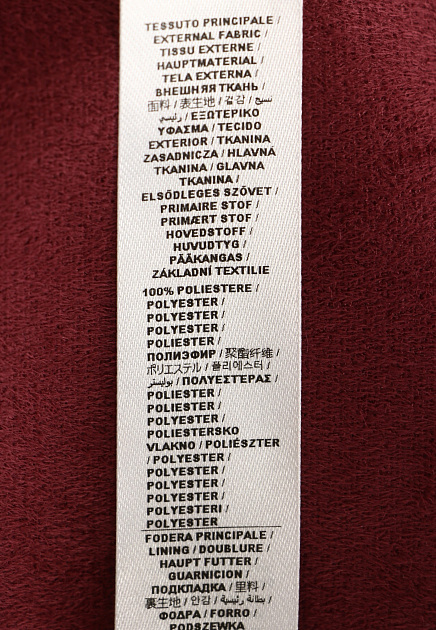 TESSUTO PRINCIPALE /
EXTERNAL FABRIC /
TISSU EXTERNE /
HAUPTMATERIAL /
TELA EXTERNA /
ВНЕШНЯЯ ТКАНЬ /
面料 / 表生地 / 겉감 / نسيج
رئيسي / ΕΞΩΤΕΡΙΚΟ
ΥΦΑΣΜΑ / TECIDO
EXTERIOR / TKANINA
ZASADNICZA / HLAVNÁ
TKANINA / GLAVNA
TKANINA /
ELSŐDLEGES SZÖVET /
PRIMAIRE STOF /
PRIMÆRT STOF /
HOVEDSTOFF /
HUVUDTYG /
PÄÄKANGAS /
ZÁKLADNÍ TEXTILIE
100% POLIESTERE /
POLYESTER /
POLYESTER /
POLYESTER /
POLIESTER /
ПОЛИЭФИР / 聚酯纤维 /
ポリエステル / 폴리에스터 /
بوليستر / ΠΟΛΥΕΣΤΈΡΑΣ /
POLIESTER /
POLIESTER /
POLYESTER /
POLIESTERSKO
VLAKNO / POLIÉSZTER
/ POLYESTER /
POLYESTER /
POLYESTER /
POLYESTER /
POLYESTERI /
POLYESTER
FODERA PRINCIPALE /
LINING / DOUBLURE /
HAUPT FUTTER /
GUARNICION /
ПОДКЛАДКА / 里料 /
裏生地 / 안감 / بطانة رئيسية /
ΦΟΔΡΑ / FORRO /
PODSZEWKA